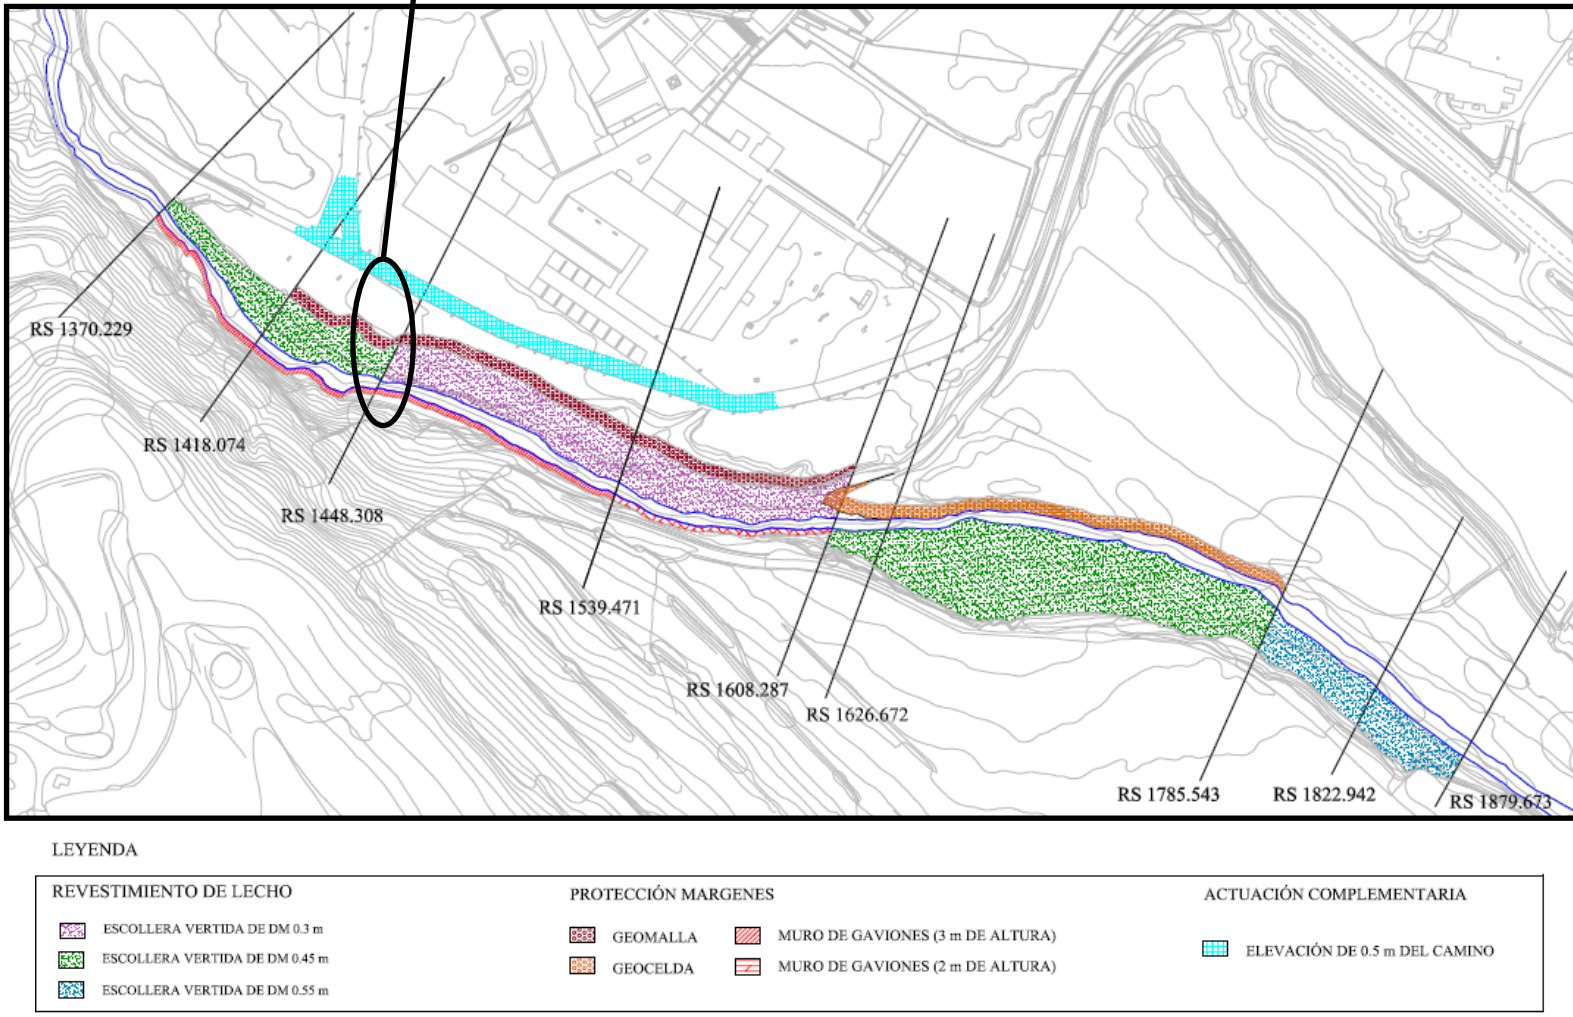 RS 1370.229
RS 1418.074
RS 1448.308
RS 1539.471
RS 1608.287
RS 1626.672
RS 1785.543
RS 1822.942
RS 1879.673
LEYENDA
REVESTIMIENTO DE LECHO
ESCOLLERA VERTIDA DE DM 0.3 m
ESCOLLERA VERTIDA DE DM 0.45 m
ESCOLLERA VERTIDA DE DM 0.55 m
PROTECCIÓN MARGENES
GEOMALLA
GEOCELDA
MURO DE GAVIONES (3 m DE ALTURA)
MURO DE GAVIONES (2 m DE ALTURA)
ACTUACIÓN COMPLEMENTARIA
ELEVACIÓN DE 0.5 m DEL CAMINO